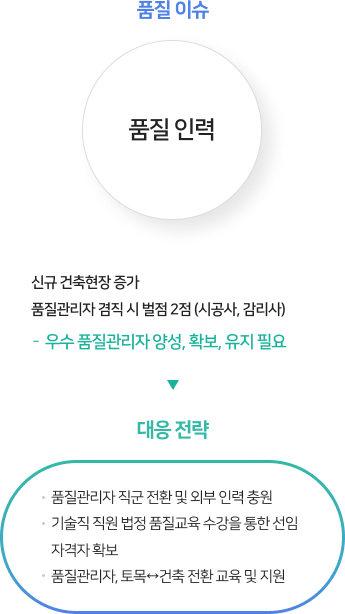 품질 이슈
품질 인력
신규 건축현장 증가
품질관리자 겸직 시 벌점 2점 (시공사, 감리사)
- 우수 품질관리자 양성, 확보, 유지 필요
대응 전략
· 품질관리자 직군 전환 및 외부 인력 충원
· 기술직 직원 법정 품질교육 수강을 통한 선임
자격자 확보
· 품질관리자, 토목↔건축 전환 교육 및 지원